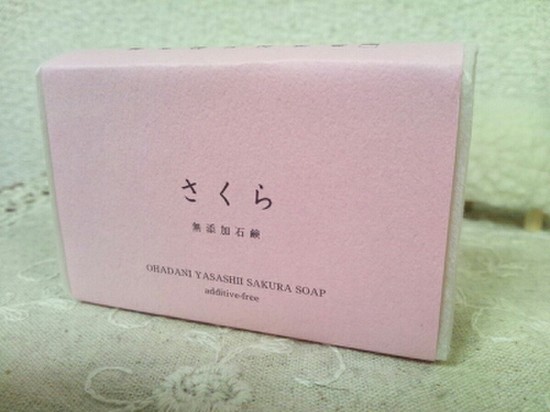 さくら
無添加石鹸
OHADANI YASASHII SAKURA SOAP
additive-free